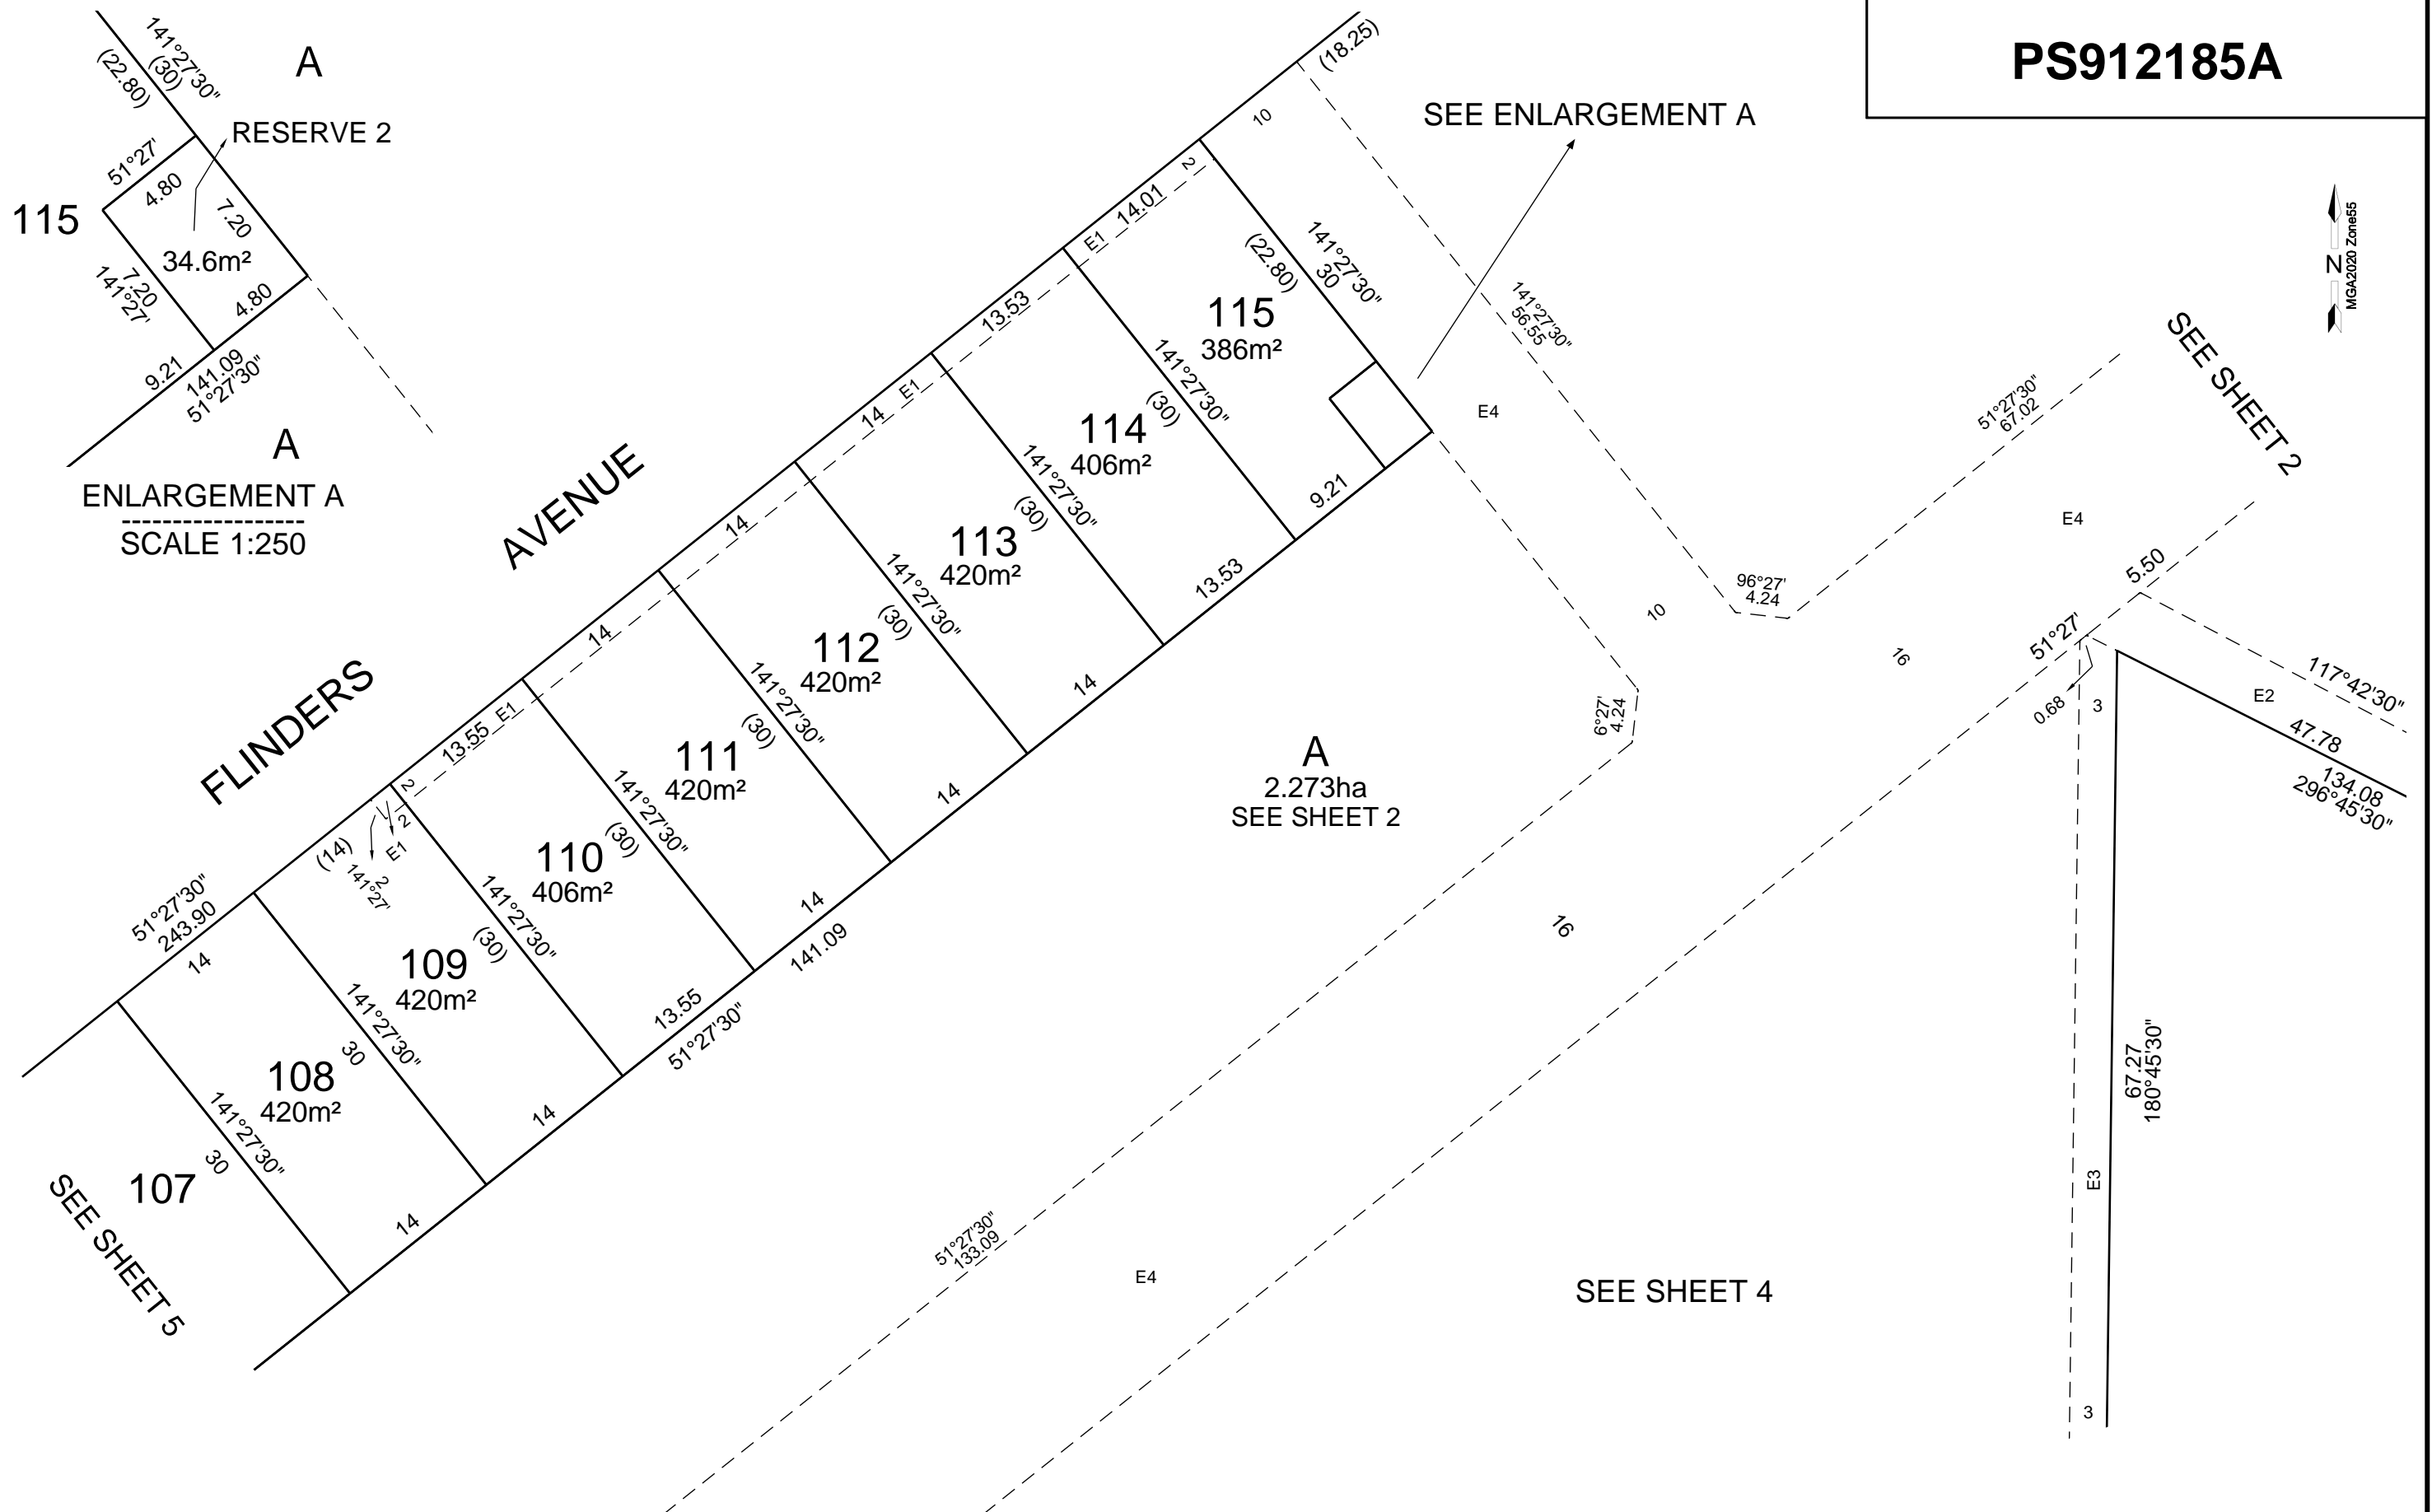 PS912185A
141°27'30"
(30)
(22.80)
A
RESERVE 2
51°27'
4.80
115
7.20
34.6m²
7.20
141°27'
4.80
9.21
141.09
51°27'30"
A
ENLARGEMENT A
------------------
SCALE 1:250
SEE ENLARGEMENT A
N
MGA2020 Zone55
(18.25)
10
2
14.01
E1
13.53
E1
14
14
14
E1
13.55
2
(14)
2
E1
2
141°27'
51°27'30"
243.90
14
FLINDERS
AVENUE
141°27'30"
30
(22.80)
115
386m²
141°27'30"
(30)
114
406m²
141°27'30"
(30)
113
420m²
141°27'30"
(30)
112
420m²
141°27'30"
(30)
111
420m²
141°27'30"
(30)
110
406m²
141°27'30"
(30)
109
420m²
141°27'30"
30
108
420m²
141°27'30"
30
107
SEE SHEET 5
9.21
13.53
14
14
14
141.09
13.55
51°27'30"
14
14
141°27'30"
56.55
E4
51°27'30"
67.02
SEE SHEET 2
E4
96°27'
4.24
10
16
6°27'
4.24
A
2.273ha
SEE SHEET 2
5.50
51°27'
0.68
3
E2
117°42'30"
47.78
134.08
296°45'30"
16
67.27
180°45'30"
E3
3
51°27'30"
133.09
E4
SEE SHEET 4